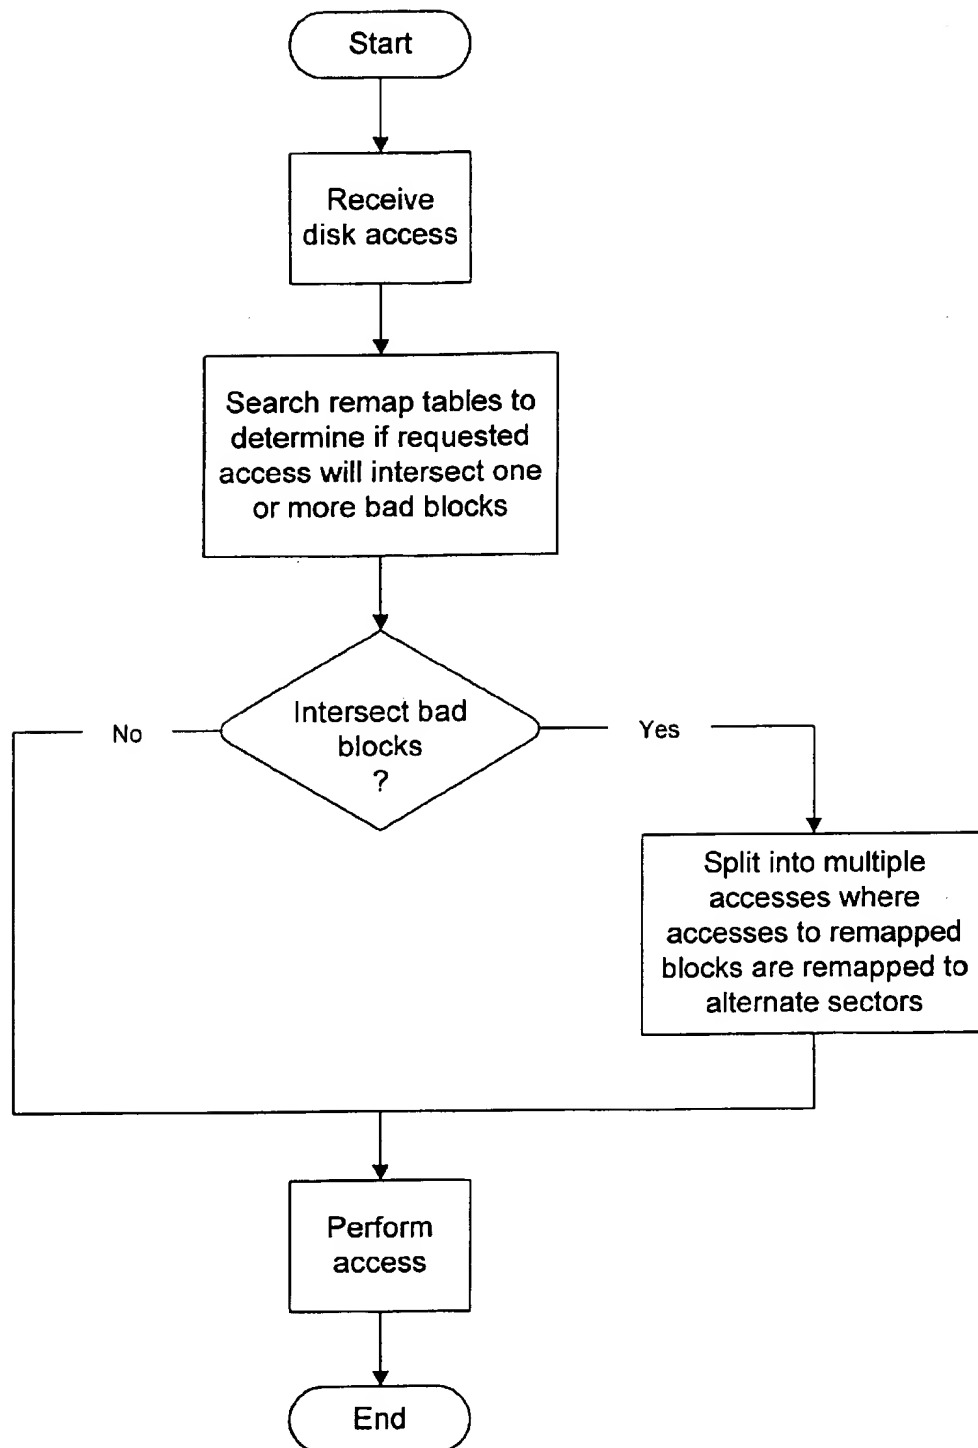 Start
Receive
disk access
Search remap tables to
determine if requested
access will intersect one
or more bad blocks
Intersect bad
blocks
?
No
Yes
Split into multiple
accesses where
accesses to remapped
blocks are remapped to
alternate sectors
Perform
access
End